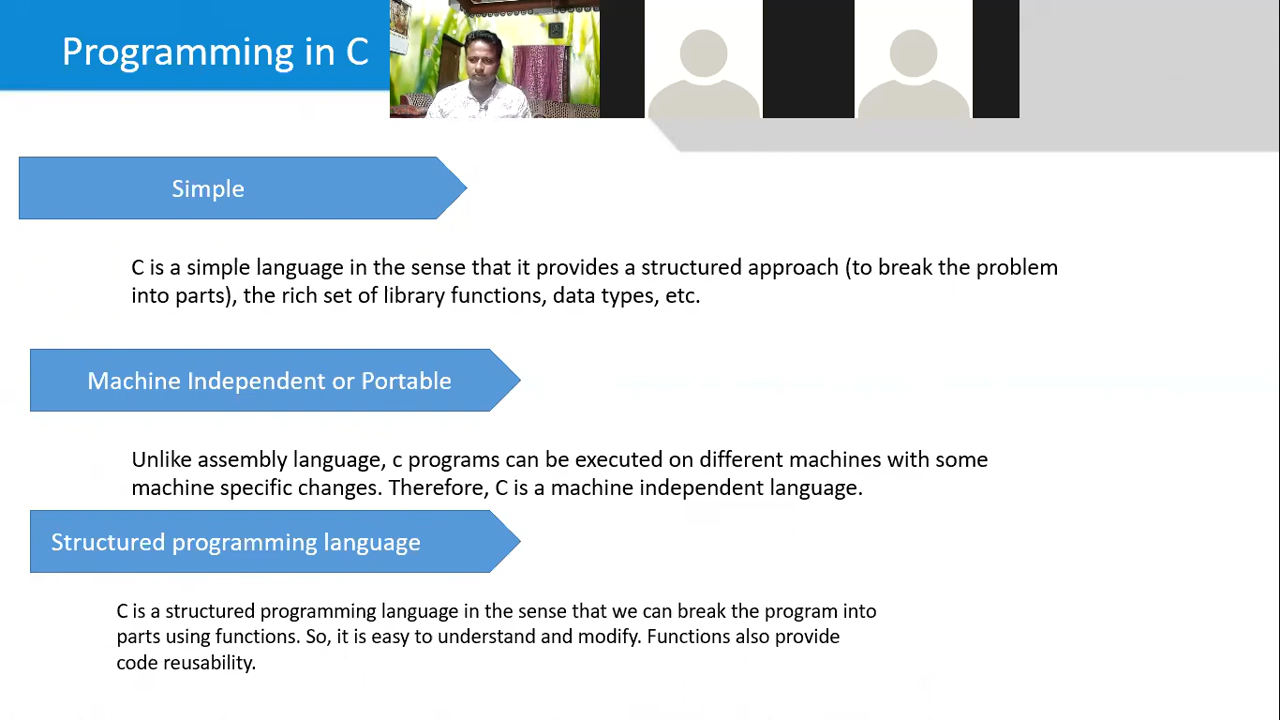 Programming in C
Simple
C is a simple language in the sense that it provides a structured approach (to break the problem
into parts), the rich set of library functions, data types, etc.
Machine Independent or Portable
Unlike assembly language, c programs can be executed on different machines with some
machine specific changes. Therefore, C is a machine independent language.
Structured programming language
C is a structured programming language in the sense that we can break the program into
parts using functions. So, it is easy to understand and modify. Functions also provide
code reusability.